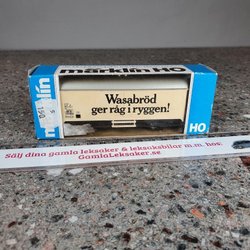 märklin HO
Wasabröd
ger råg i ryggen!
HO
Sälj dina gamla leksaker & leksaksbilar m.m. hos.
GamlaLeksaker.se